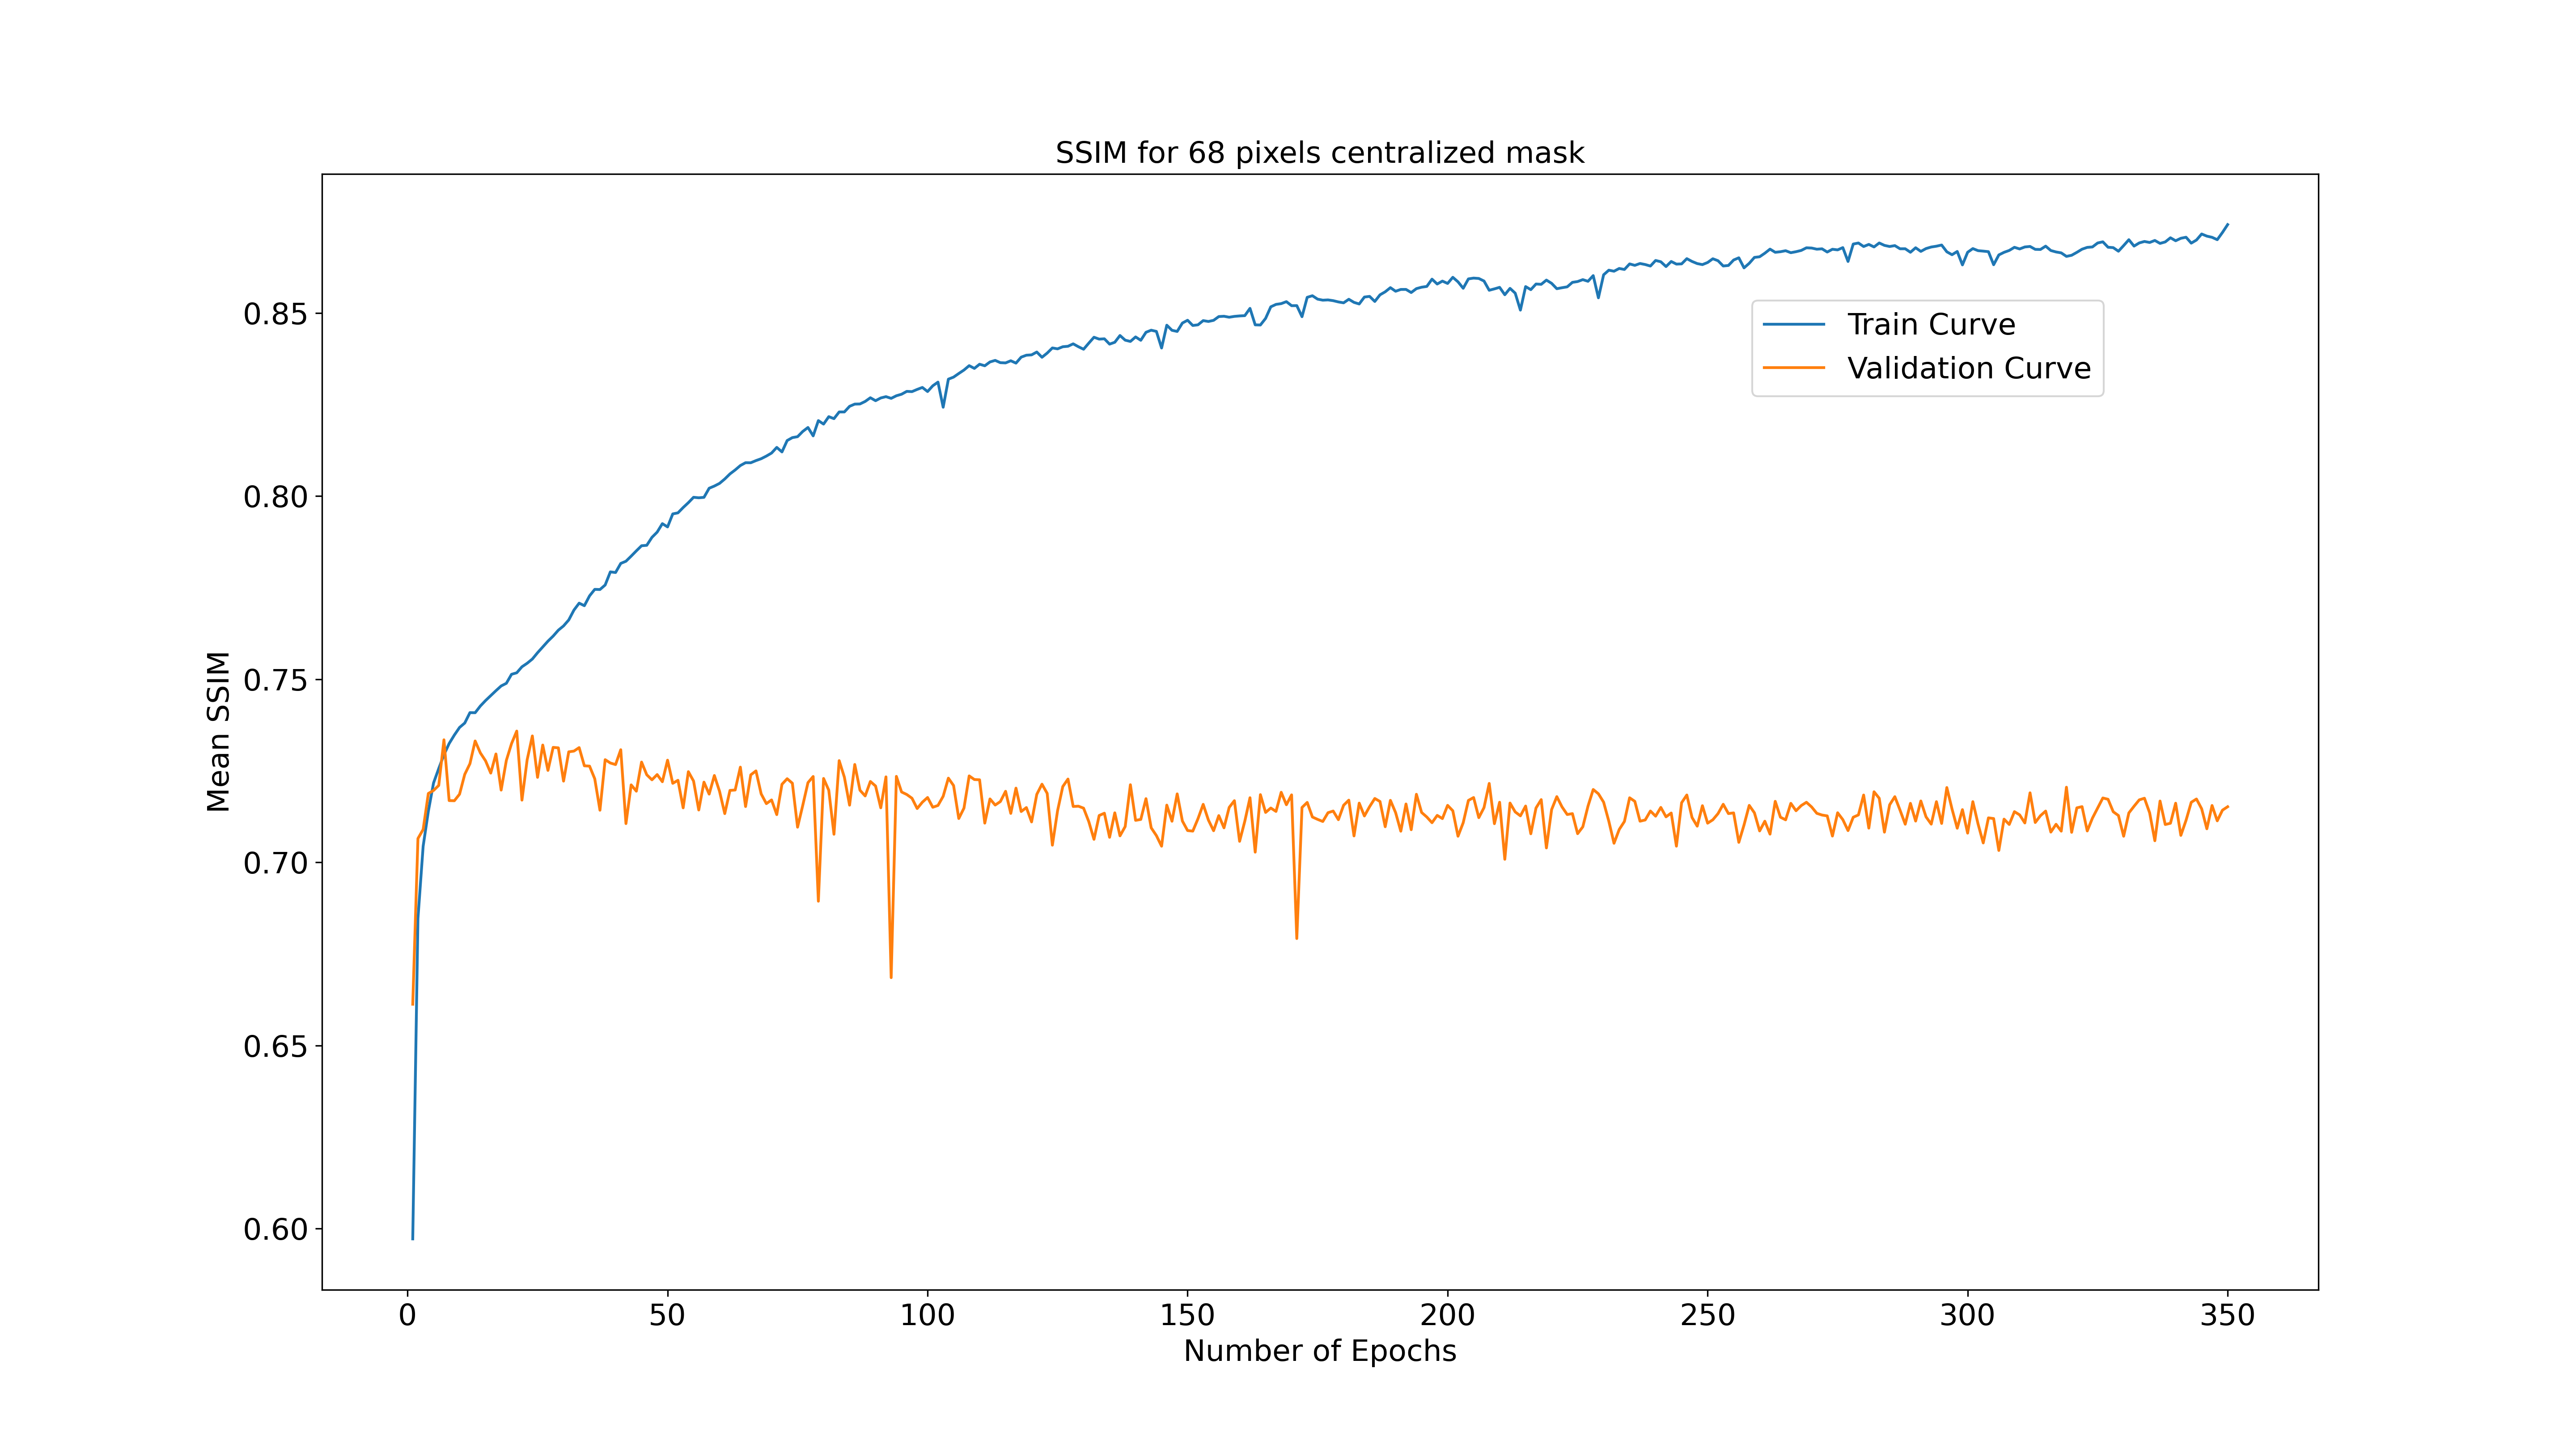 SSIM for 68 pixels centralized mask
Mean SSIM
0.85
0.80
0.75
0.70
0.65
0.60
Train Curve
Validation Curve
0 50 100 150 200 250 300 350
Number of Epochs